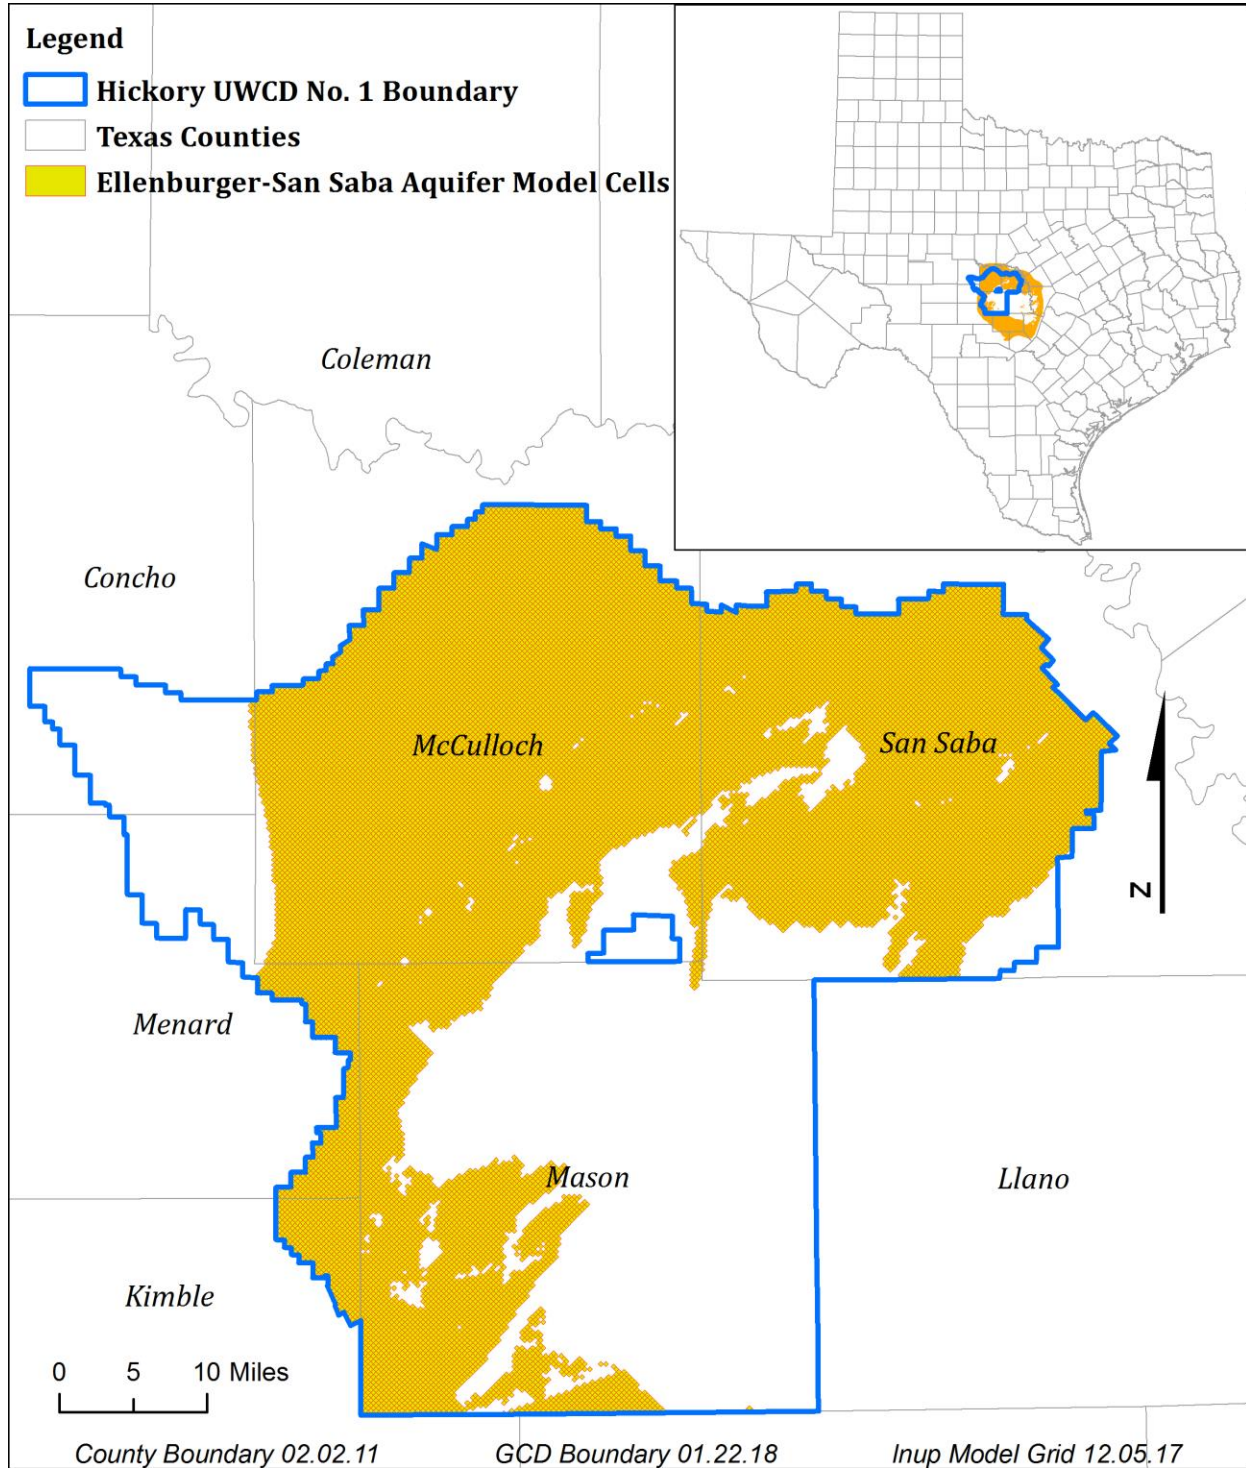 Legend
Hickory UWCD No. 1 Boundary
Texas Counties
Ellenburger-San Saba Aquifer Model Cells
Coleman
Concho
McCulloch
San Saba
N
Menard
Mason
Llano
Kimble
0 5 10 Miles
County Boundary 02.02.11 GCD Boundary 01.22.18 lnup Model Grid 12.05.17